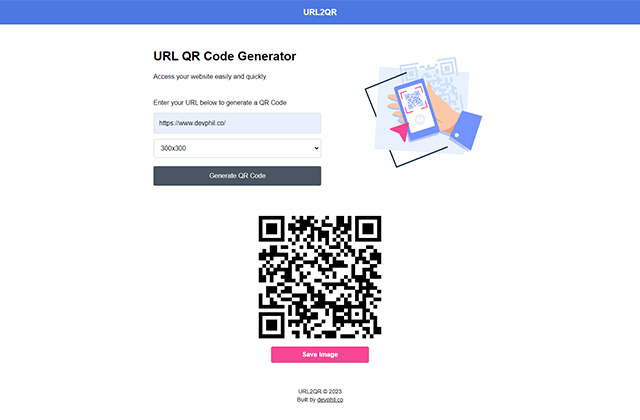 URL2QR
URL QR Code Generator
Access your website easily and quickly.
Enter your URL below to generate a QR Code
https://www.devphil.co/
300x300
Generate QR Code
Save Image
URL2QR © 2023
Built by devphil.co